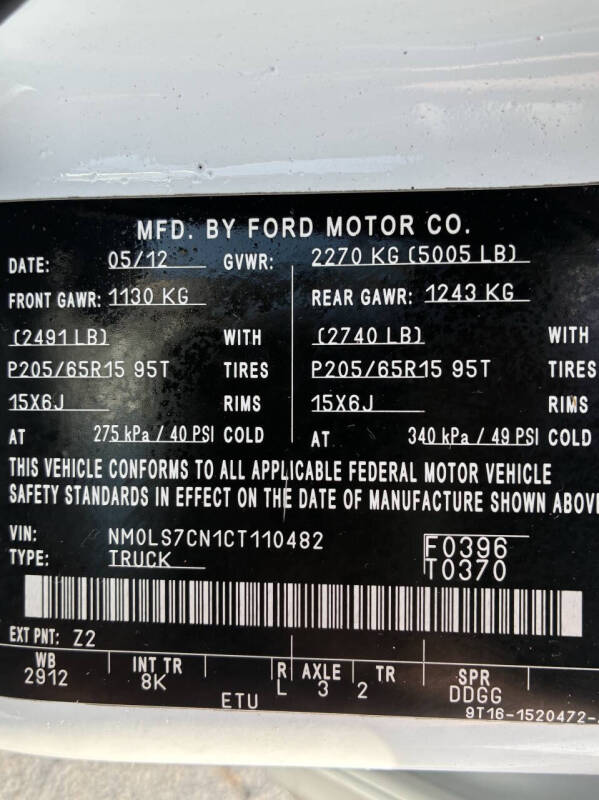 MFD. BY FORD MOTOR CO.
DATE: 05/12 GVWR: 2270 KG (5005 LB)
FRONT GAWR: 1130 KG REAR GAWR: 1243 KG
(2491 LB) WITH (2740 LB) WITH
P205/65R15 95T TIRES P205/65R15 95T TIRES
15X6J RIMS 15X6J RIMS
AT 275 kPa / 40 PSI COLD AT 340 kPa / 49 PSI COLD
THIS VEHICLE CONFORMS TO ALL APPLICABLE FEDERAL MOTOR VEHICLE
SAFETY STANDARDS IN EFFECT ON THE DATE OF MANUFACTURE SHOWN ABOV
VIN: NM0LS7CN1CT110482 F0396
TYPE: TRUCK T0370
EXT PNT: Z2
WB INT TR R AXLE TR SPR
2912 8K L 3 2 DDGG
ETU 9T16-1520472-